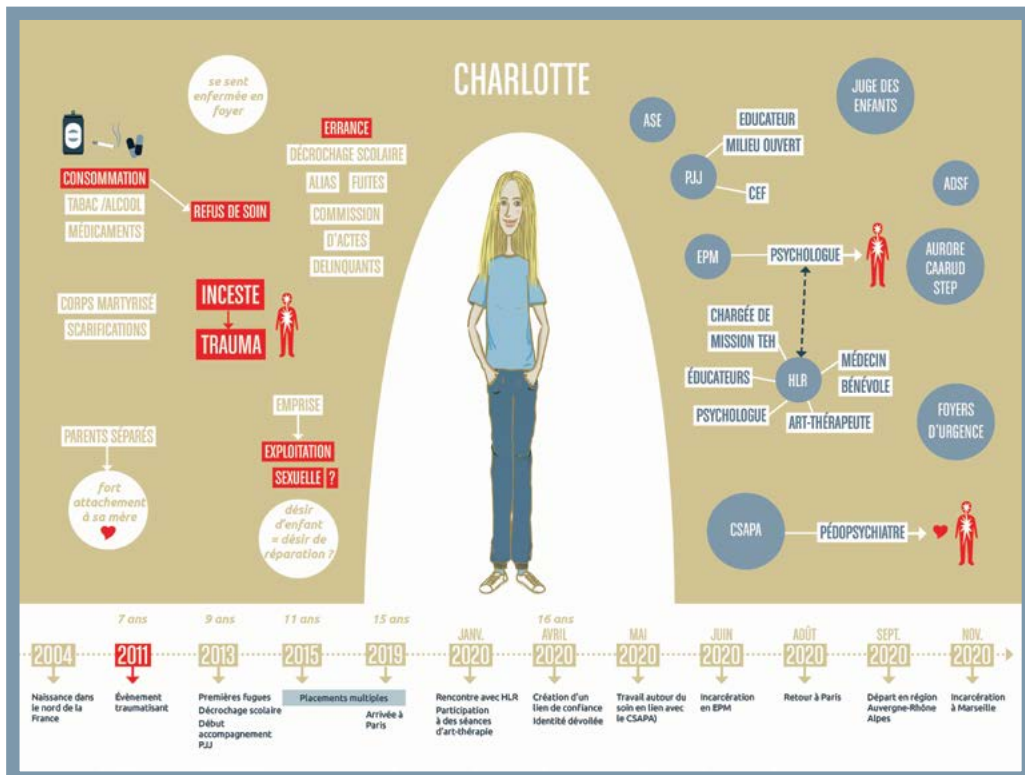 CHARLOTTE
se sent
enfermée en
foyer
CONSOMMATION
TABAC /ALCOOL
MÉDICAMENTS
REFUS DE SOIN
ERRANCE
DÉCROCHAGE SCOLAIRE
ALIAS
FUITES
COMMISSION
D'ACTES
DELINQUANTS
CORPS MARTYRISÉ
SCARIFICATIONS
INCESTE
TRAUMA
PARENTS SÉPARÉS
fort
attachement
à sa mère
EMPRISE
EXPLOITATION
SEXUELLE ?
désir
d'enfant
= désir de
réparation ?
ASE
EDUCATEUR
MILIEU OUVERT
PJJ
CEF
JUGE DES
ENFANTS
ADSF
EPM
PSYCHOLOGUE
AURORE
CAARUD
STEP
CHARGÉE DE
MISSION TEH
ÉDUCATEURS
HLR
MÉDECIN
BÉNÉVOLE
PSYCHOLOGUE
ART-THÉRAPEUTE
FOYERS
D'URGENCE
CSAPA
PÉDOPSYCHIATRE
2004
Naissance dans
le nord de la
France
7 ans
2011
Évènement
traumatisant
9 ans
2013
Premières fugues
Décrochage scolaire
Début
accompagnement
PJJ
11 ans
2015
Placements multiples
15 ans
2019
Arrivée à
Paris
JANV.
2020
Rencontre avec HLR
Participation
à des séances
d'art-thérapie
16 ans
AVRIL
2020
Création d'un
lien de confiance
Identité dévoilée
MAI
2020
Travail autour du
soin en lien avec
le CSAPA)
JUIN
2020
Incarcération
en EPM
AOÛT
2020
Retour à Paris
SEPT.
2020
Départ en région
Auvergne-Rhône
Alpes
NOV.
2020
Incarcération
à Marseille